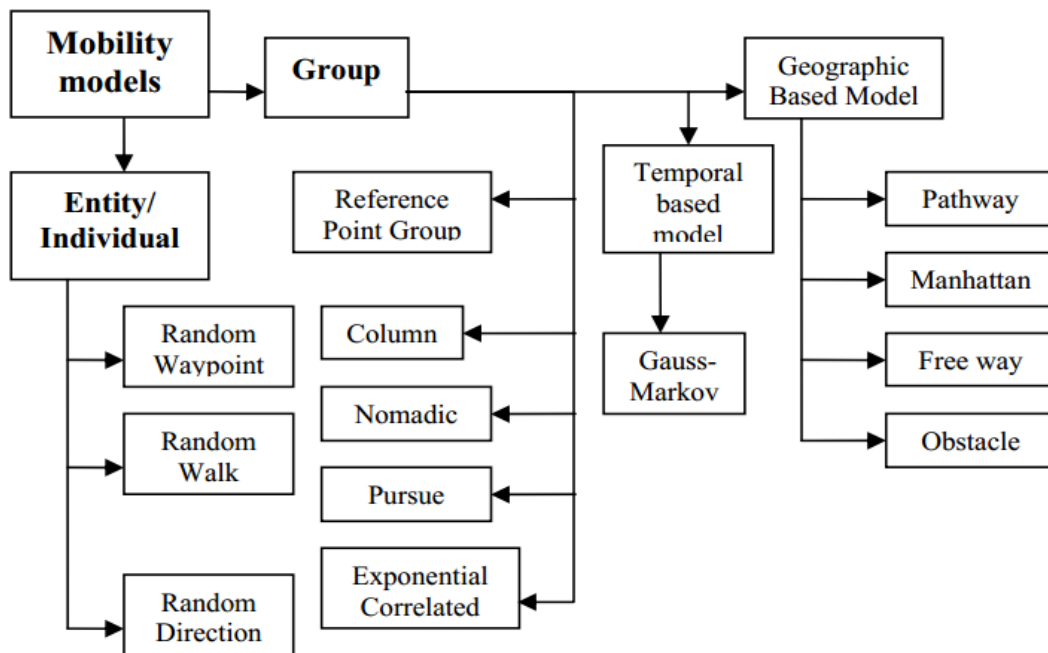 Mobility
models
Group
Geographic
Based Model
Entity/
Individual
Reference
Point Group
Temporal
based
model
Pathway
Manhattan
Random
Waypoint
Column
Gauss-
Markov
Free way
Random
Walk
Nomadic
Obstacle
Pursue
Random
Direction
Exponential
Correlated